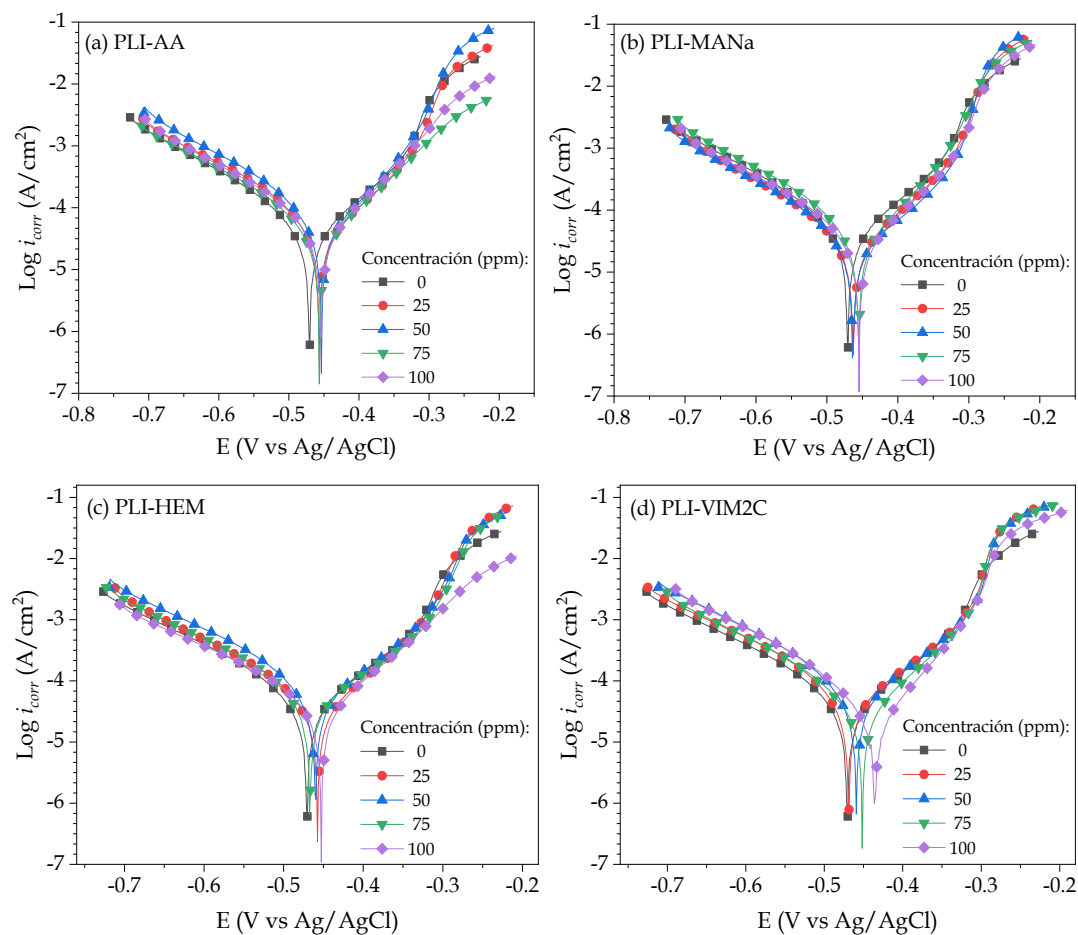 (a) PLI-AA
-1
-2
-3
-4
-5
-6
-7
Log i_corr (A/cm²)
-0.8 -0.7 -0.6 -0.5 -0.4 -0.3 -0.2
E (V vs Ag/AgCl)
Concentración (ppm):
0
25
50
75
100
(b) PLI-MANa
-1
-2
-3
-4
-5
-6
-7
Log i_corr (A/cm²)
-0.8 -0.7 -0.6 -0.5 -0.4 -0.3 -0.2
E (V vs Ag/AgCl)
Concentración (ppm):
0
25
50
75
100
(c) PLI-HEM
-1
-2
-3
-4
-5
-6
-7
Log i_corr (A/cm²)
-0.7 -0.6 -0.5 -0.4 -0.3 -0.2
E (V vs Ag/AgCl)
Concentración (ppm):
0
25
50
75
100
(d) PLI-VIM2C
-1
-2
-3
-4
-5
-6
-7
Log i_corr (A/cm²)
-0.7 -0.6 -0.5 -0.4 -0.3 -0.2
E (V vs Ag/AgCl)
Concentración (ppm):
0
25
50
75
100